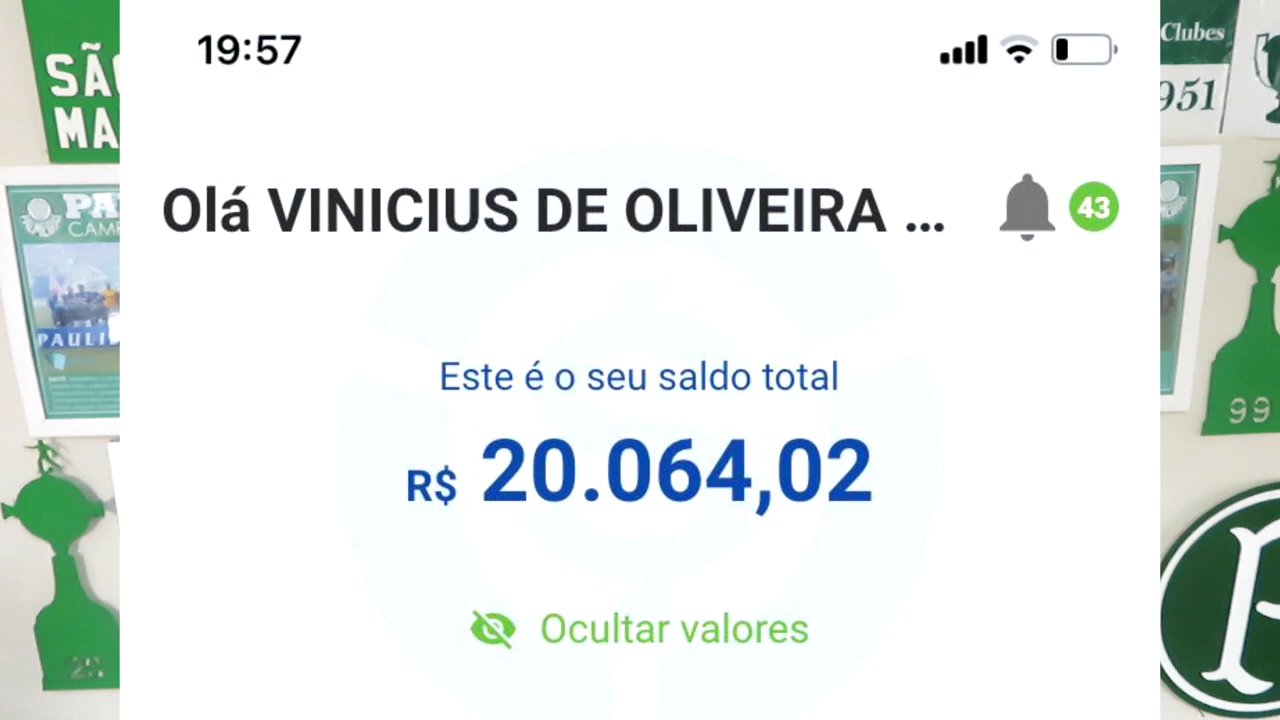 SÃO
MA
PA
CAMP
PAULI
19:57
Olá VINICIUS DE OLIVEIRA ...
43
Este é o seu saldo total
R$ 20.064,02
Ocultar valores
Clubes
951
99
P